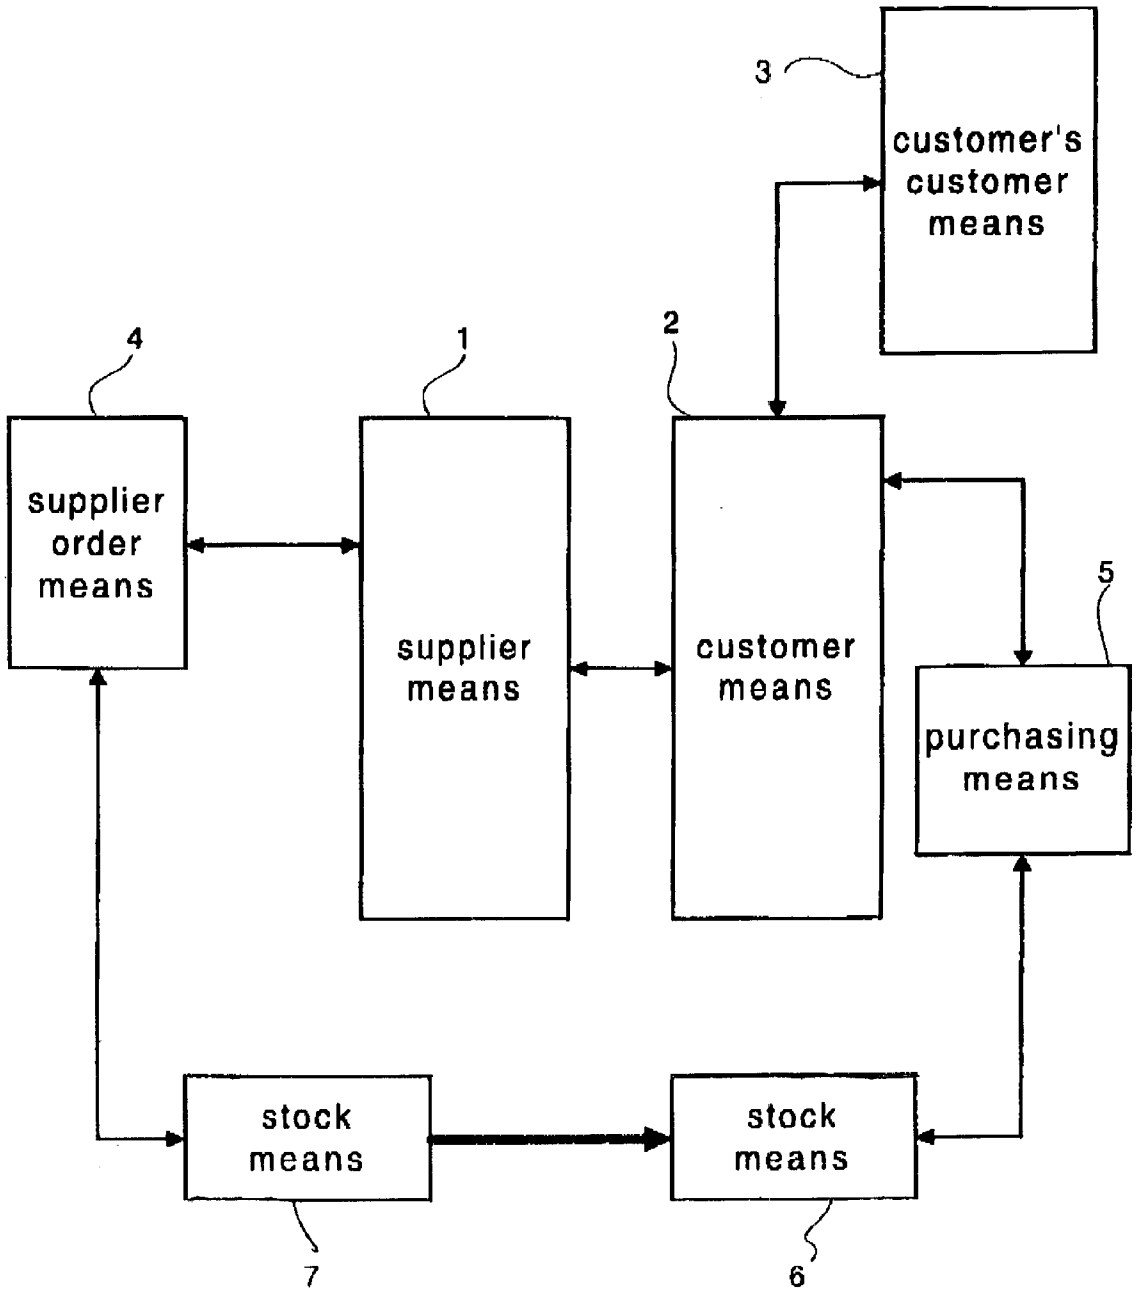 3
customer's
customer
means
4
1
2
supplier
order
means
supplier
means
customer
means
5
purchasing
means
stock
means
stock
means
7
6